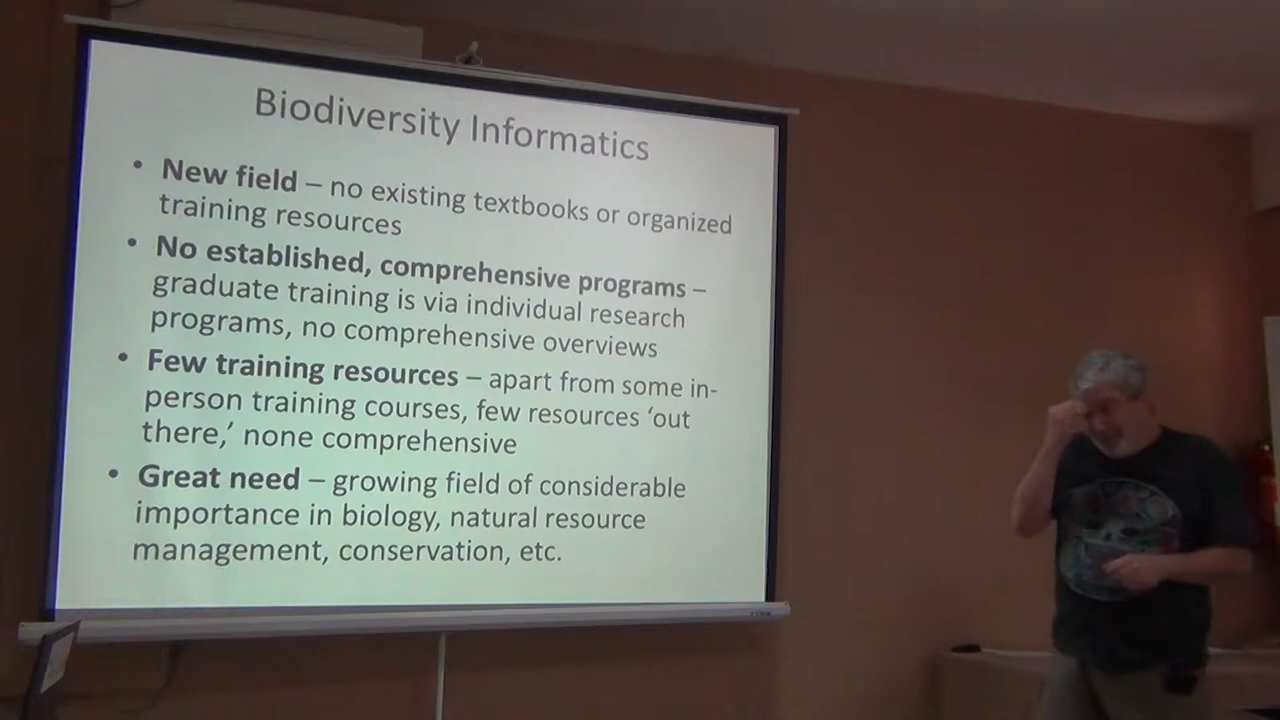 Biodiversity Informatics
• New field – no existing textbooks or organized
training resources
• No established, comprehensive programs –
graduate training is via individual research
programs, no comprehensive overviews
• Few training resources – apart from some in-
person training courses, few resources ‘out
there,’ none comprehensive
• Great need – growing field of considerable
importance in biology, natural resource
management, conservation, etc.